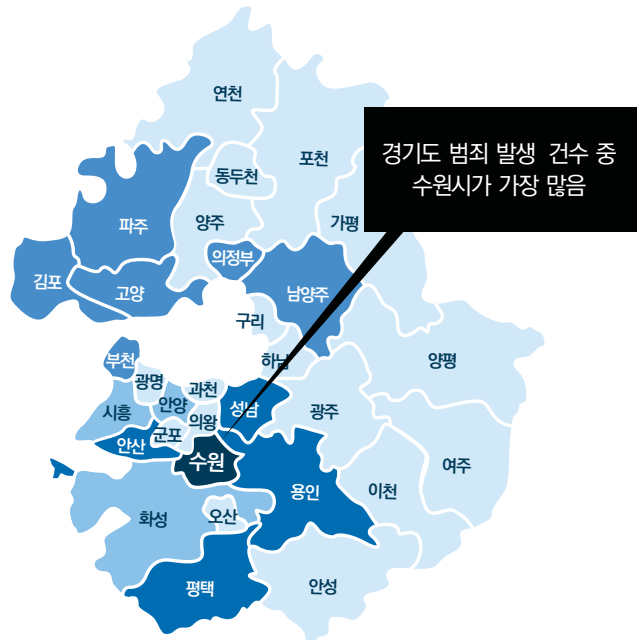 연천
경기도 범죄 발생 건수 중
수원시가 가장 많음
포천
동두천
양주
가평
파주
의정부
김포
고양
남양주
구리
하남
양평
부천
광명
과천
시흥
안양
의왕
성남
광주
안산
군포
수원
여주
용인
이천
화성
오산
평택
안성